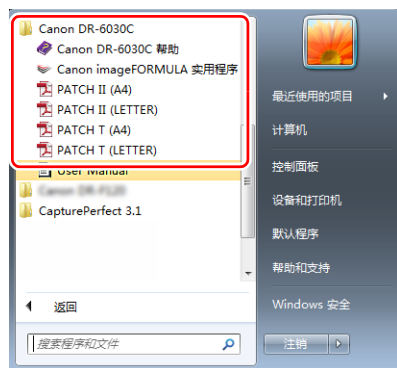 Canon DR-6030C
Canon DR-6030C 帮助
Canon imageFORMULA 实用程序
PATCH II (A4)
PATCH II (LETTER)
PATCH T (A4)
PATCH T (LETTER)
User Manual
CapturePerfect 3.1
返回
搜索程序和文件
最近使用的项目
计算机
控制面板
设备和打印机
默认程序
帮助和支持
Windows 安全
注销